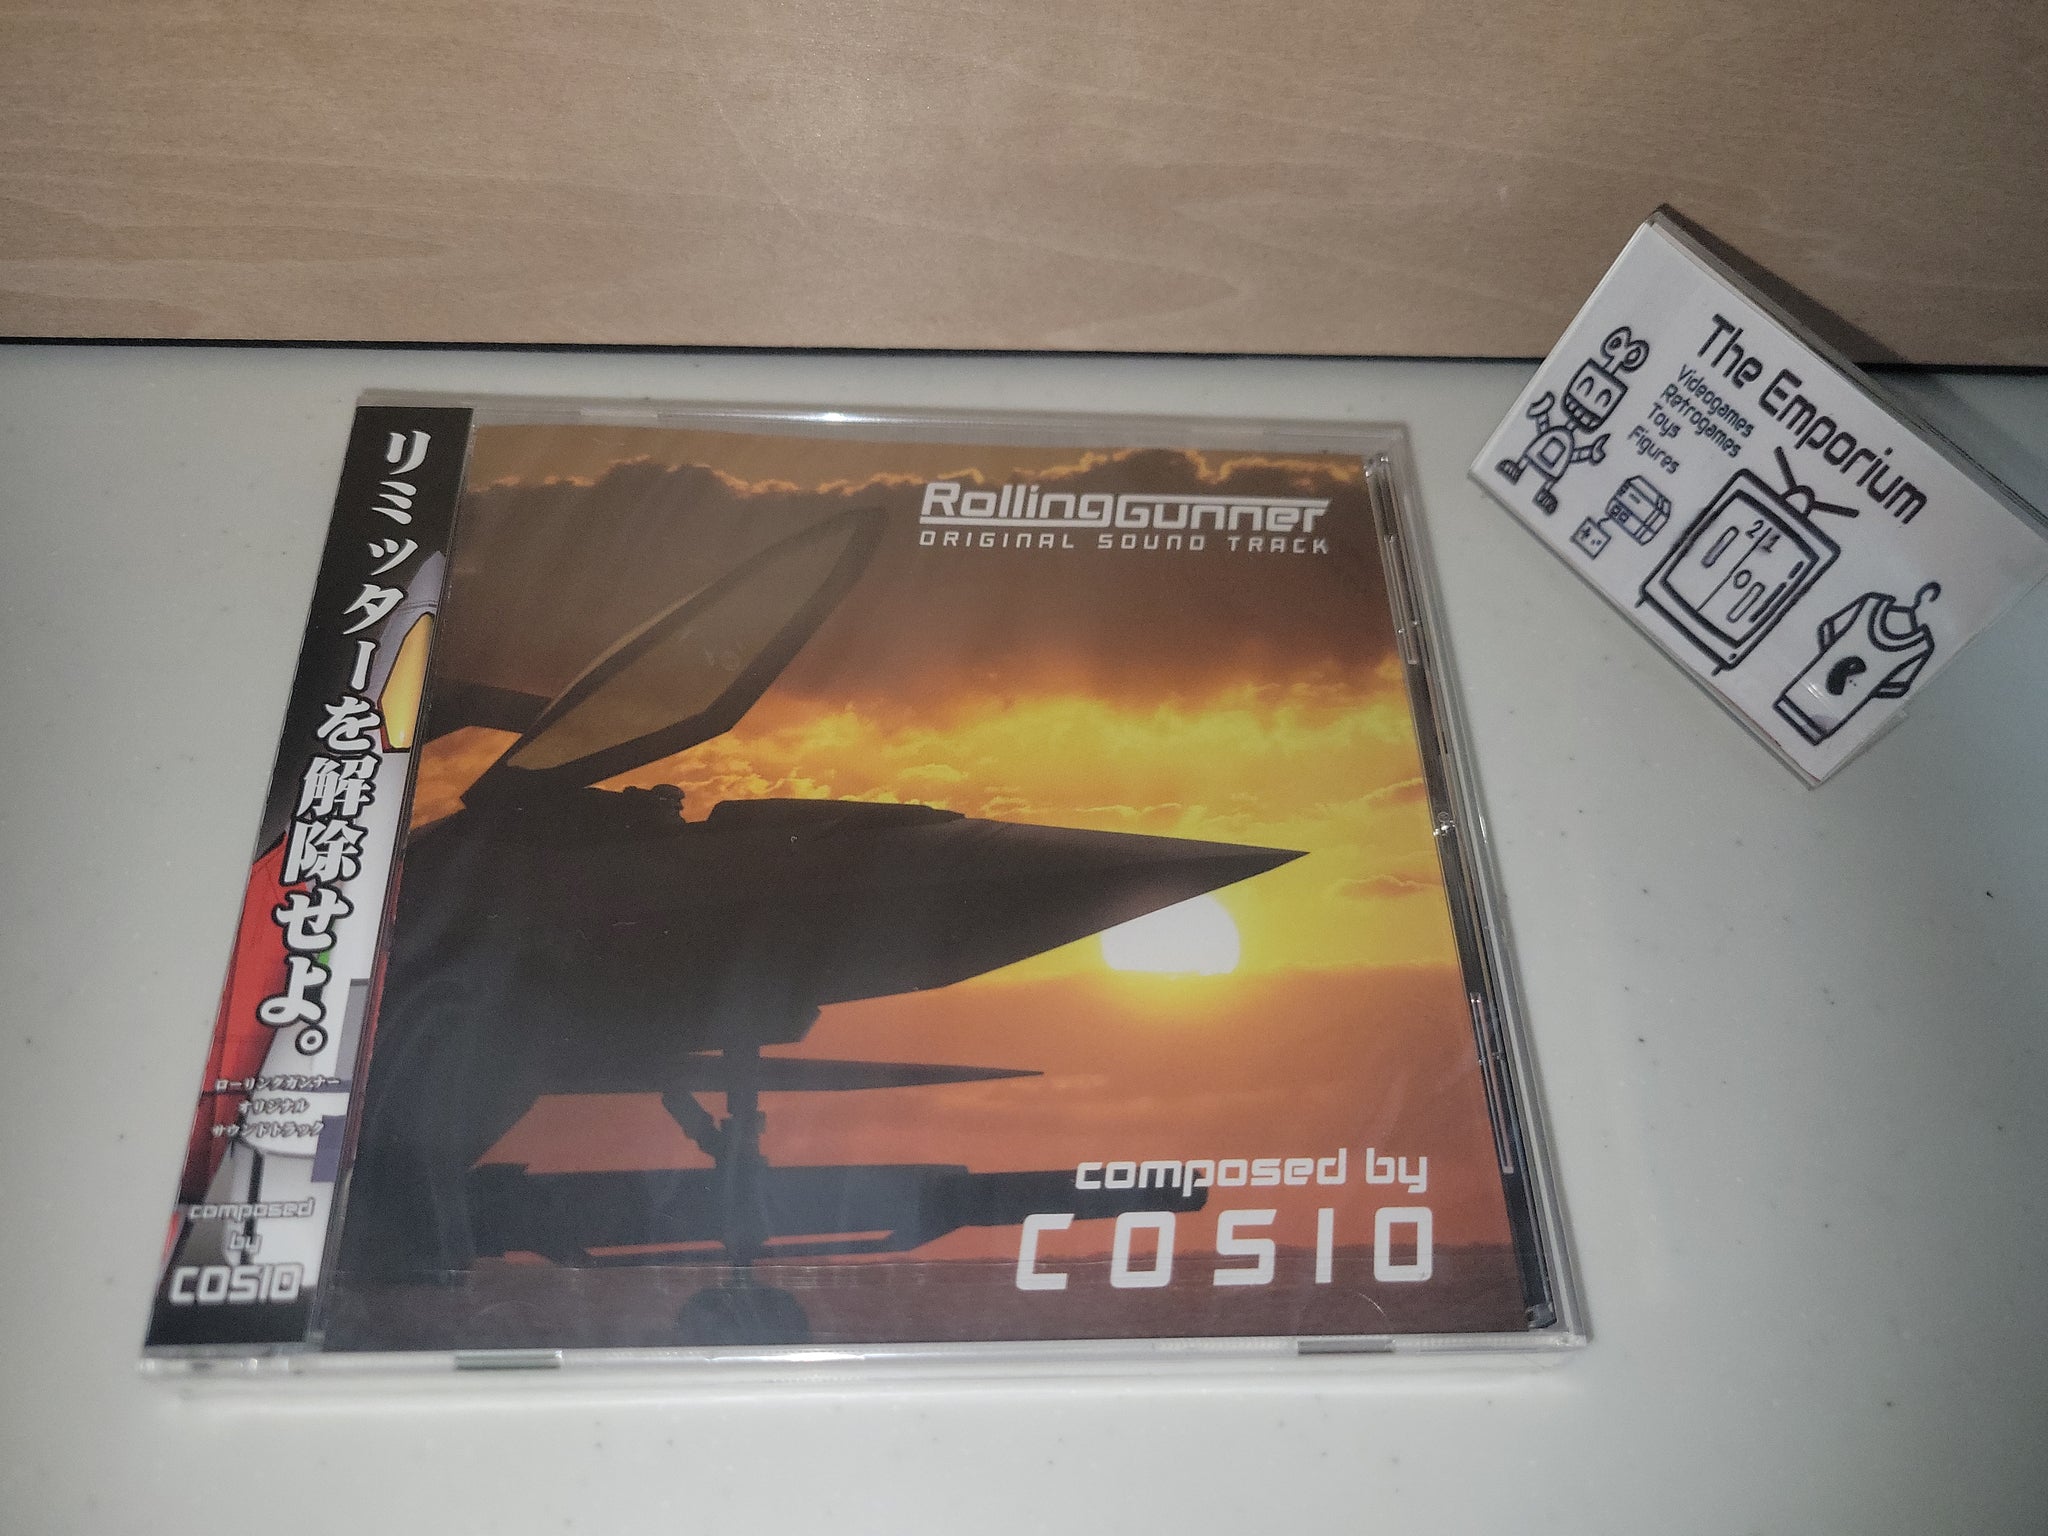 リミッターを解除せよ。
ローリングガンナー
オリジナル
サウンドトラック
composed
by
COSIO
RollingGunner
ORIGINAL SOUND TRACK
composed by
COSIO
The Emporium
Videogames
Retrogames
Toys
Figures
21